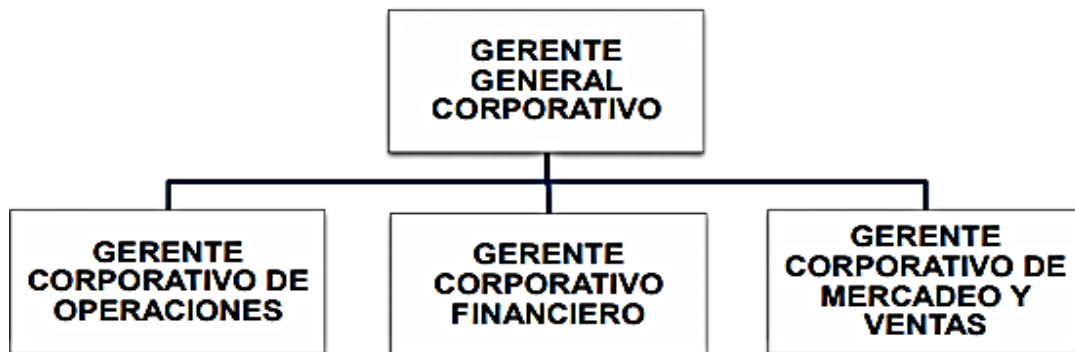 GERENTE
GENERAL
CORPORATIVO
GERENTE
CORPORATIVO DE
OPERACIONES
GERENTE
CORPORATIVO
FINANCIERO
GERENTE
CORPORATIVO DE
MERCADEO Y
VENTAS